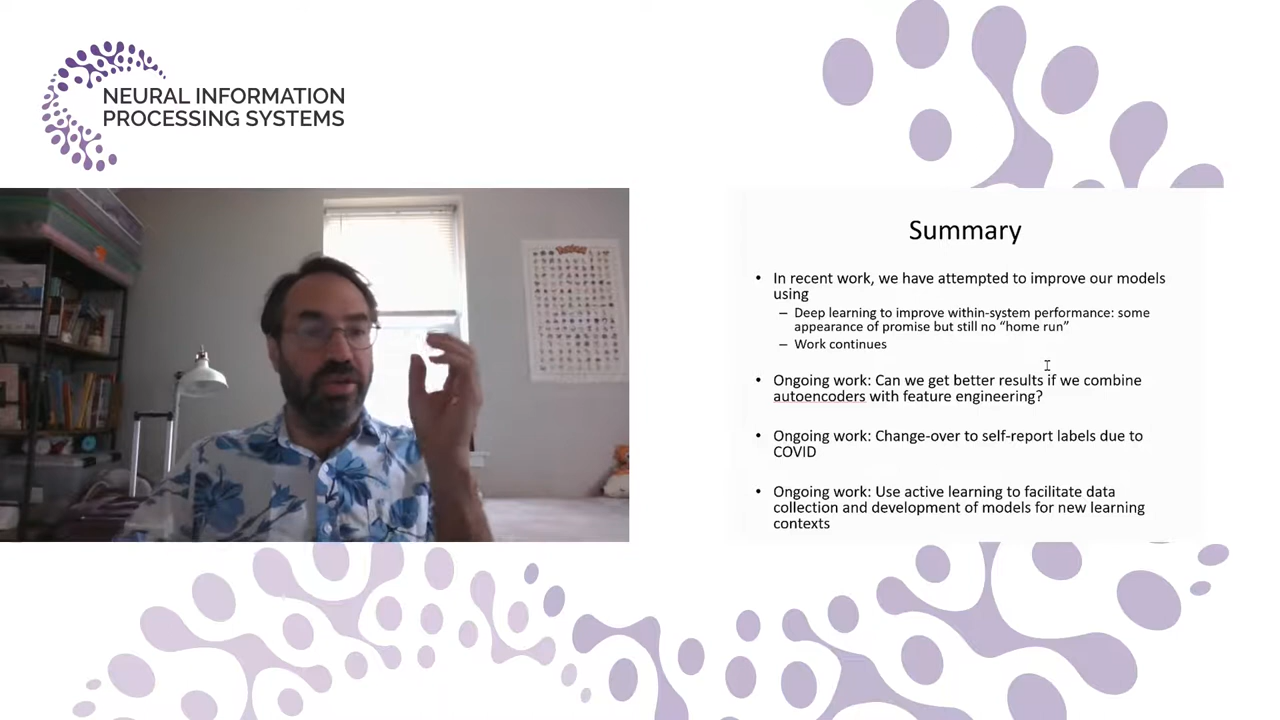 NEURAL INFORMATION
PROCESSING SYSTEMS
Pokémon
Summary
• In recent work, we have attempted to improve our models
using
– Deep learning to improve within-system performance: some
appearance of promise but still no “home run”
– Work continues
• Ongoing work: Can we get better results if we combine
autoencoders with feature engineering?
• Ongoing work: Change-over to self-report labels due to
COVID
• Ongoing work: Use active learning to facilitate data
collection and development of models for new learning
contexts